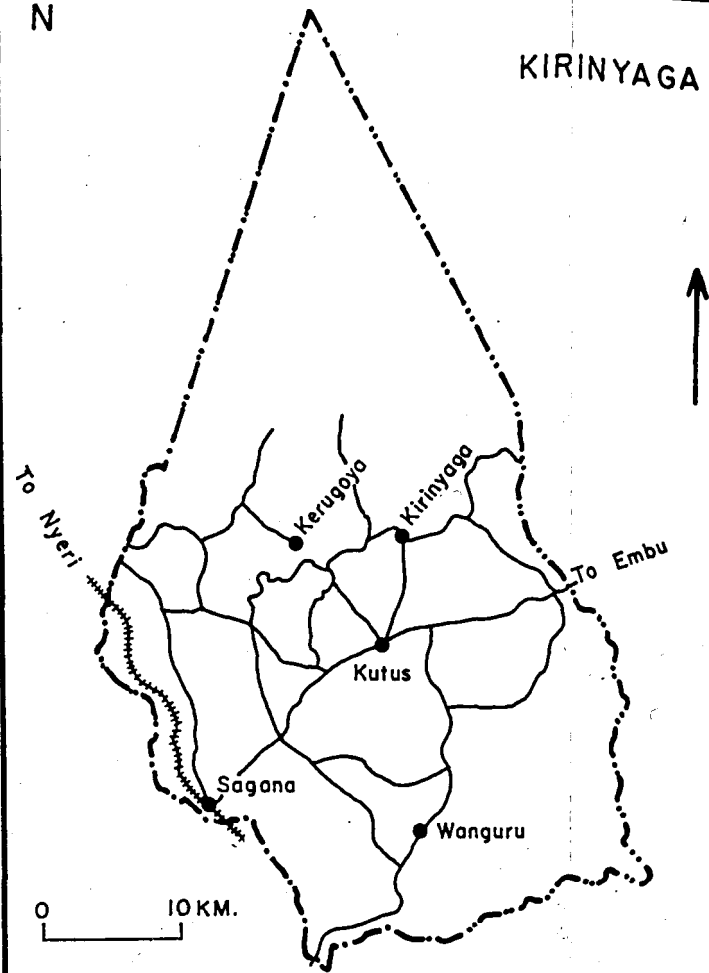 N
KIRINYAGA
To Nyeri
Kerugoya
Kirinyaga
To Embu
Kutus
Sagana
Wanguru
0 10 KM.